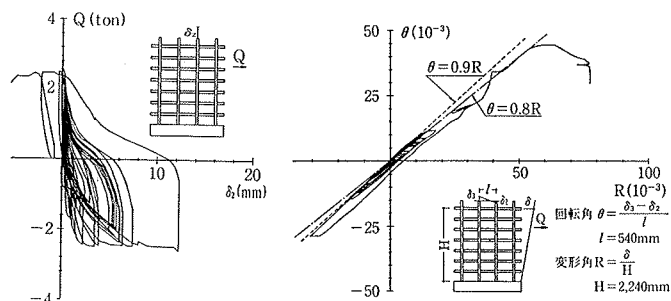 Q (ton)
4
2
0
-2
-4
10
20
δ₂(mm)
δ₂
Q
θ (10⁻³)
50
25
0
-25
-50
50
100
R (10⁻³)
θ=0.9R
θ=0.8R
δ₃ l δ₂ δ
Q
H
回転角 θ = (δ₃-δ₂)/l
l=540mm
変形角R = δ/H
H=2,240mm